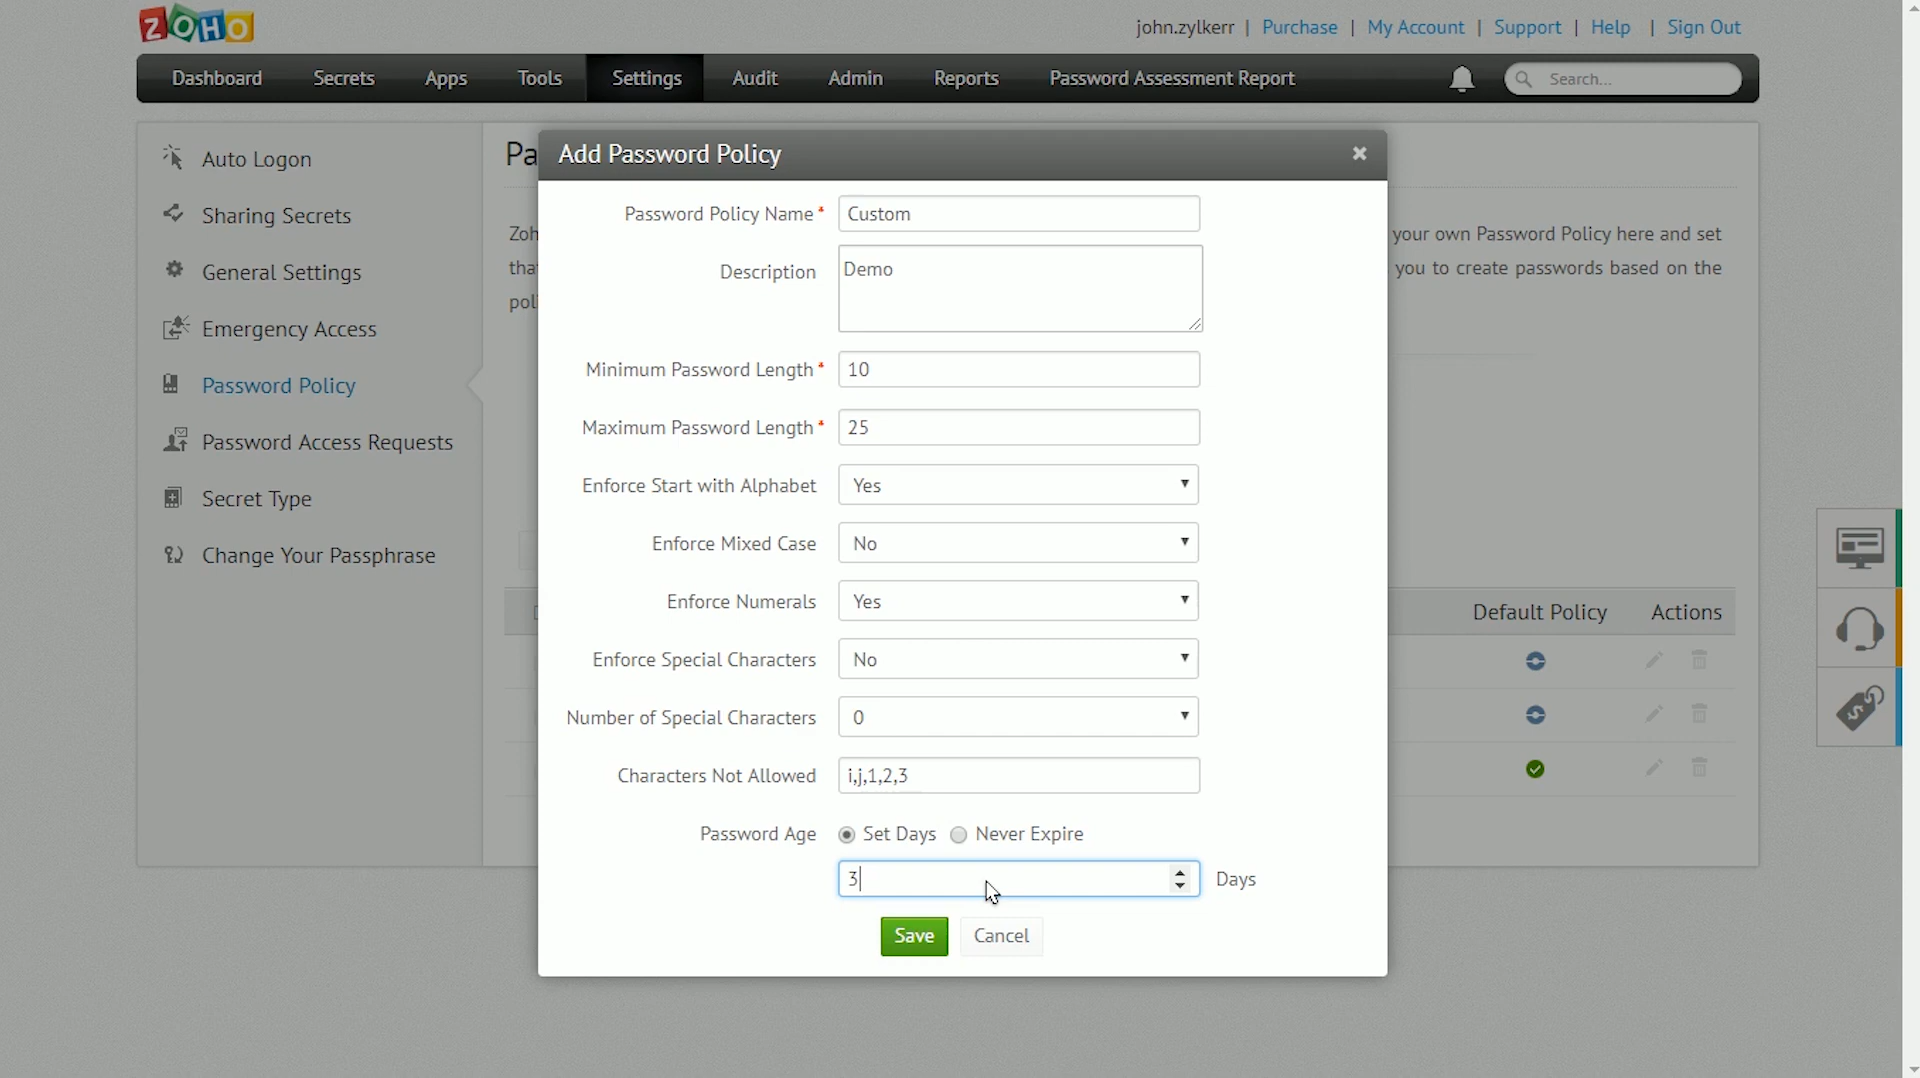 ZOHO
john.zylkerr | Purchase | My Account | Support | Help | Sign Out
Dashboard Secrets Apps Tools Settings Audit Admin Reports Password Assessment Report Search...
Auto Logon
Sharing Secrets
General Settings
Emergency Access
Password Policy
Password Access Requests
Secret Type
Change Your Passphrase
Pa
Zoh
your own Password Policy here and set
tha
you to create passwords based on the
poli
Default Policy Actions
Add Password Policy
Password Policy Name * Custom
Description Demo
Minimum Password Length * 10
Maximum Password Length * 25
Enforce Start with Alphabet Yes
Enforce Mixed Case No
Enforce Numerals Yes
Enforce Special Characters No
Number of Special Characters 0
Characters Not Allowed i,j,1,2,3
Password Age Set Days Never Expire
3 Days
Save Cancel